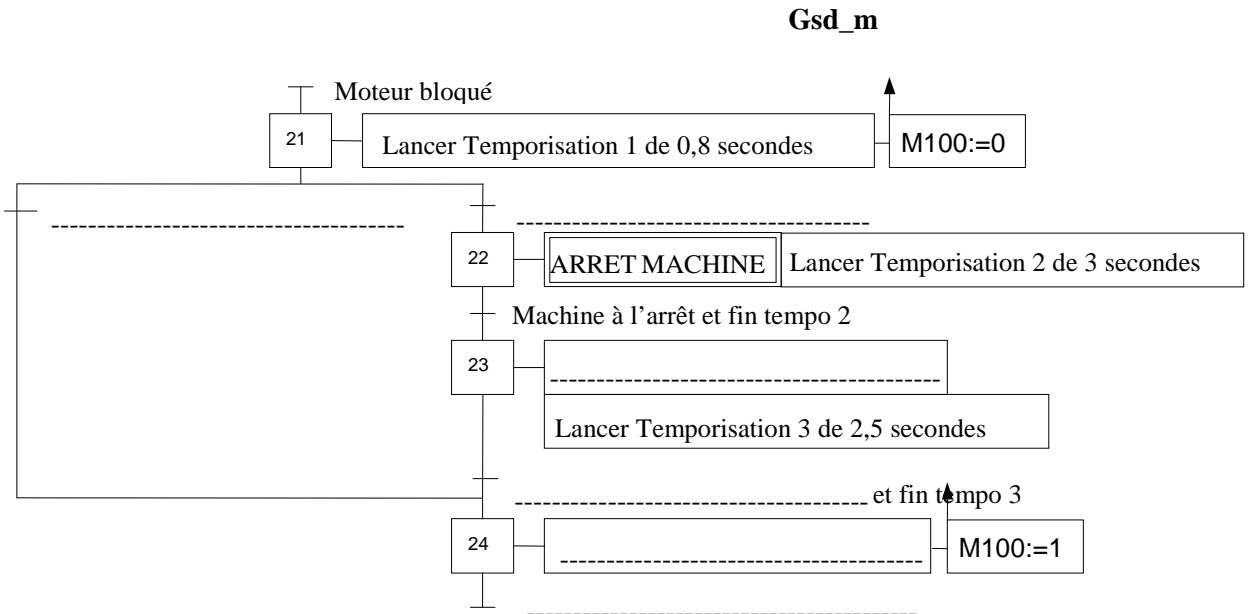 Gsd_m
Moteur bloqué
21
Lancer Temporisation 1 de 0,8 secondes
M100:=0
22
ARRET MACHINE
Lancer Temporisation 2 de 3 secondes
Machine à l’arrêt et fin tempo 2
23
Lancer Temporisation 3 de 2,5 secondes
et fin tempo 3
24
M100:=1